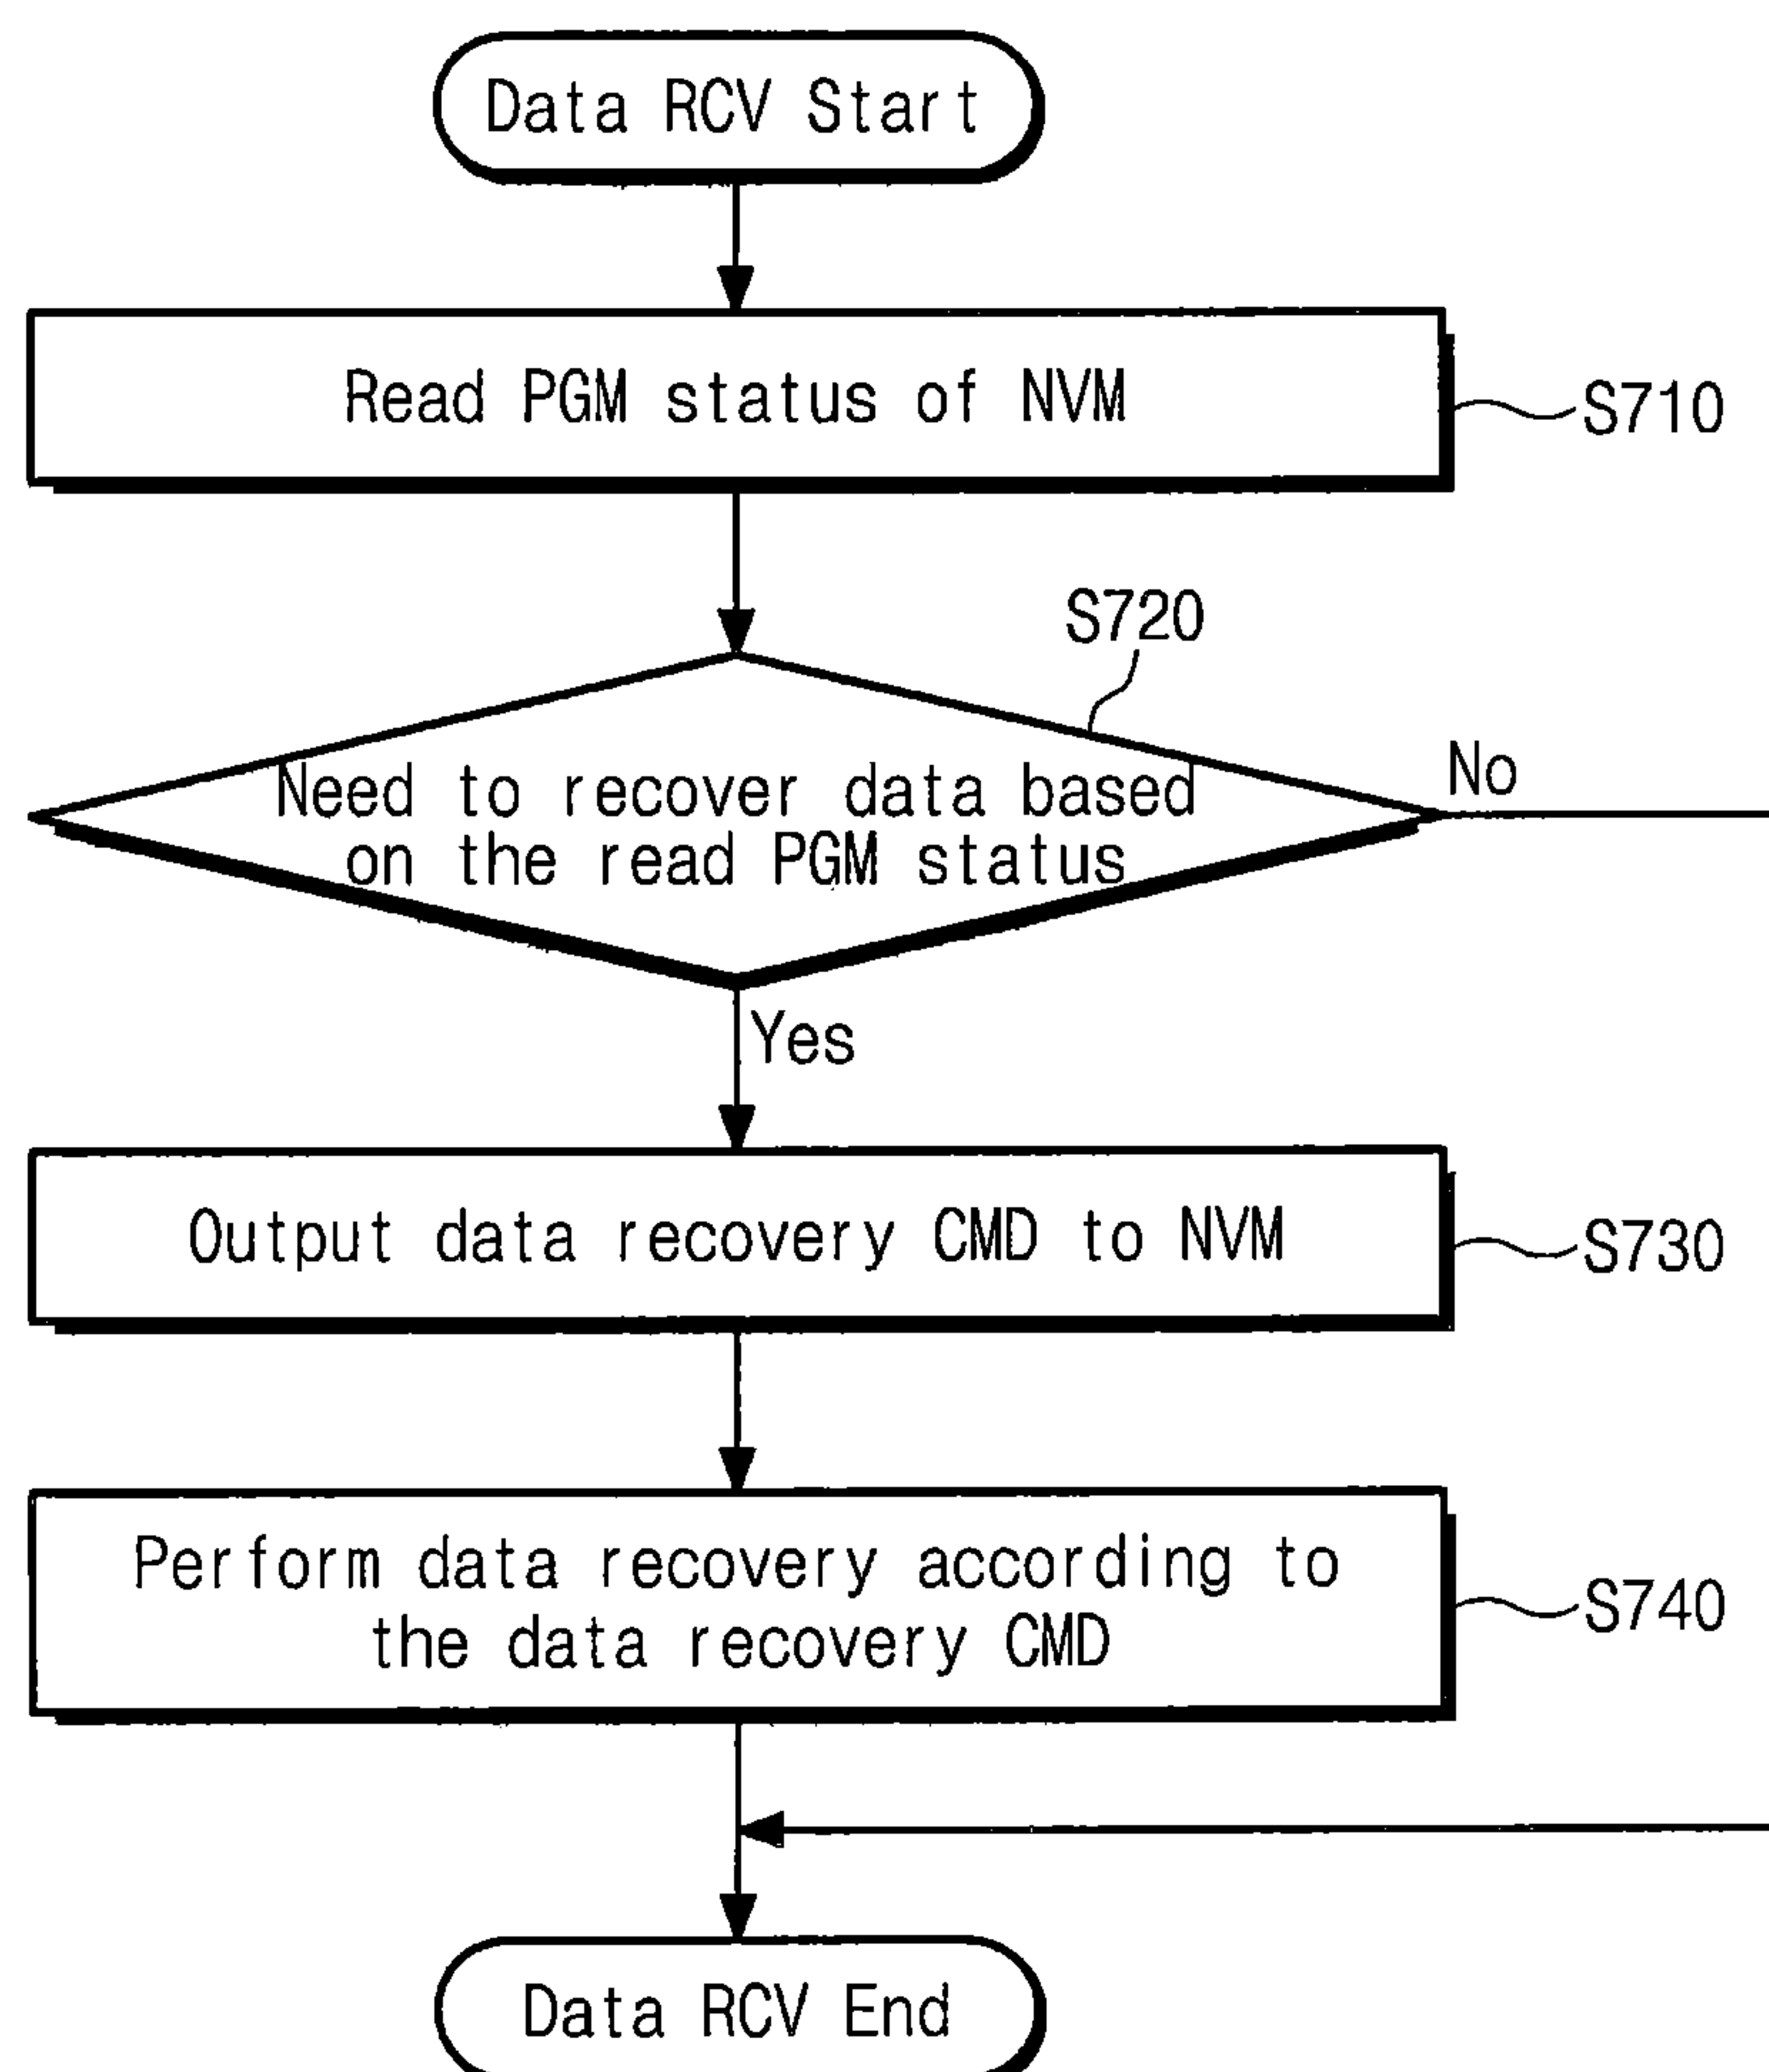 Data RCV Start
Read PGM status of NVM
S710
S720
Need to recover data based
on the read PGM status
No
Yes
Output data recovery CMD to NVM
S730
Perform data recovery according to
the data recovery CMD
S740
Data RCV End